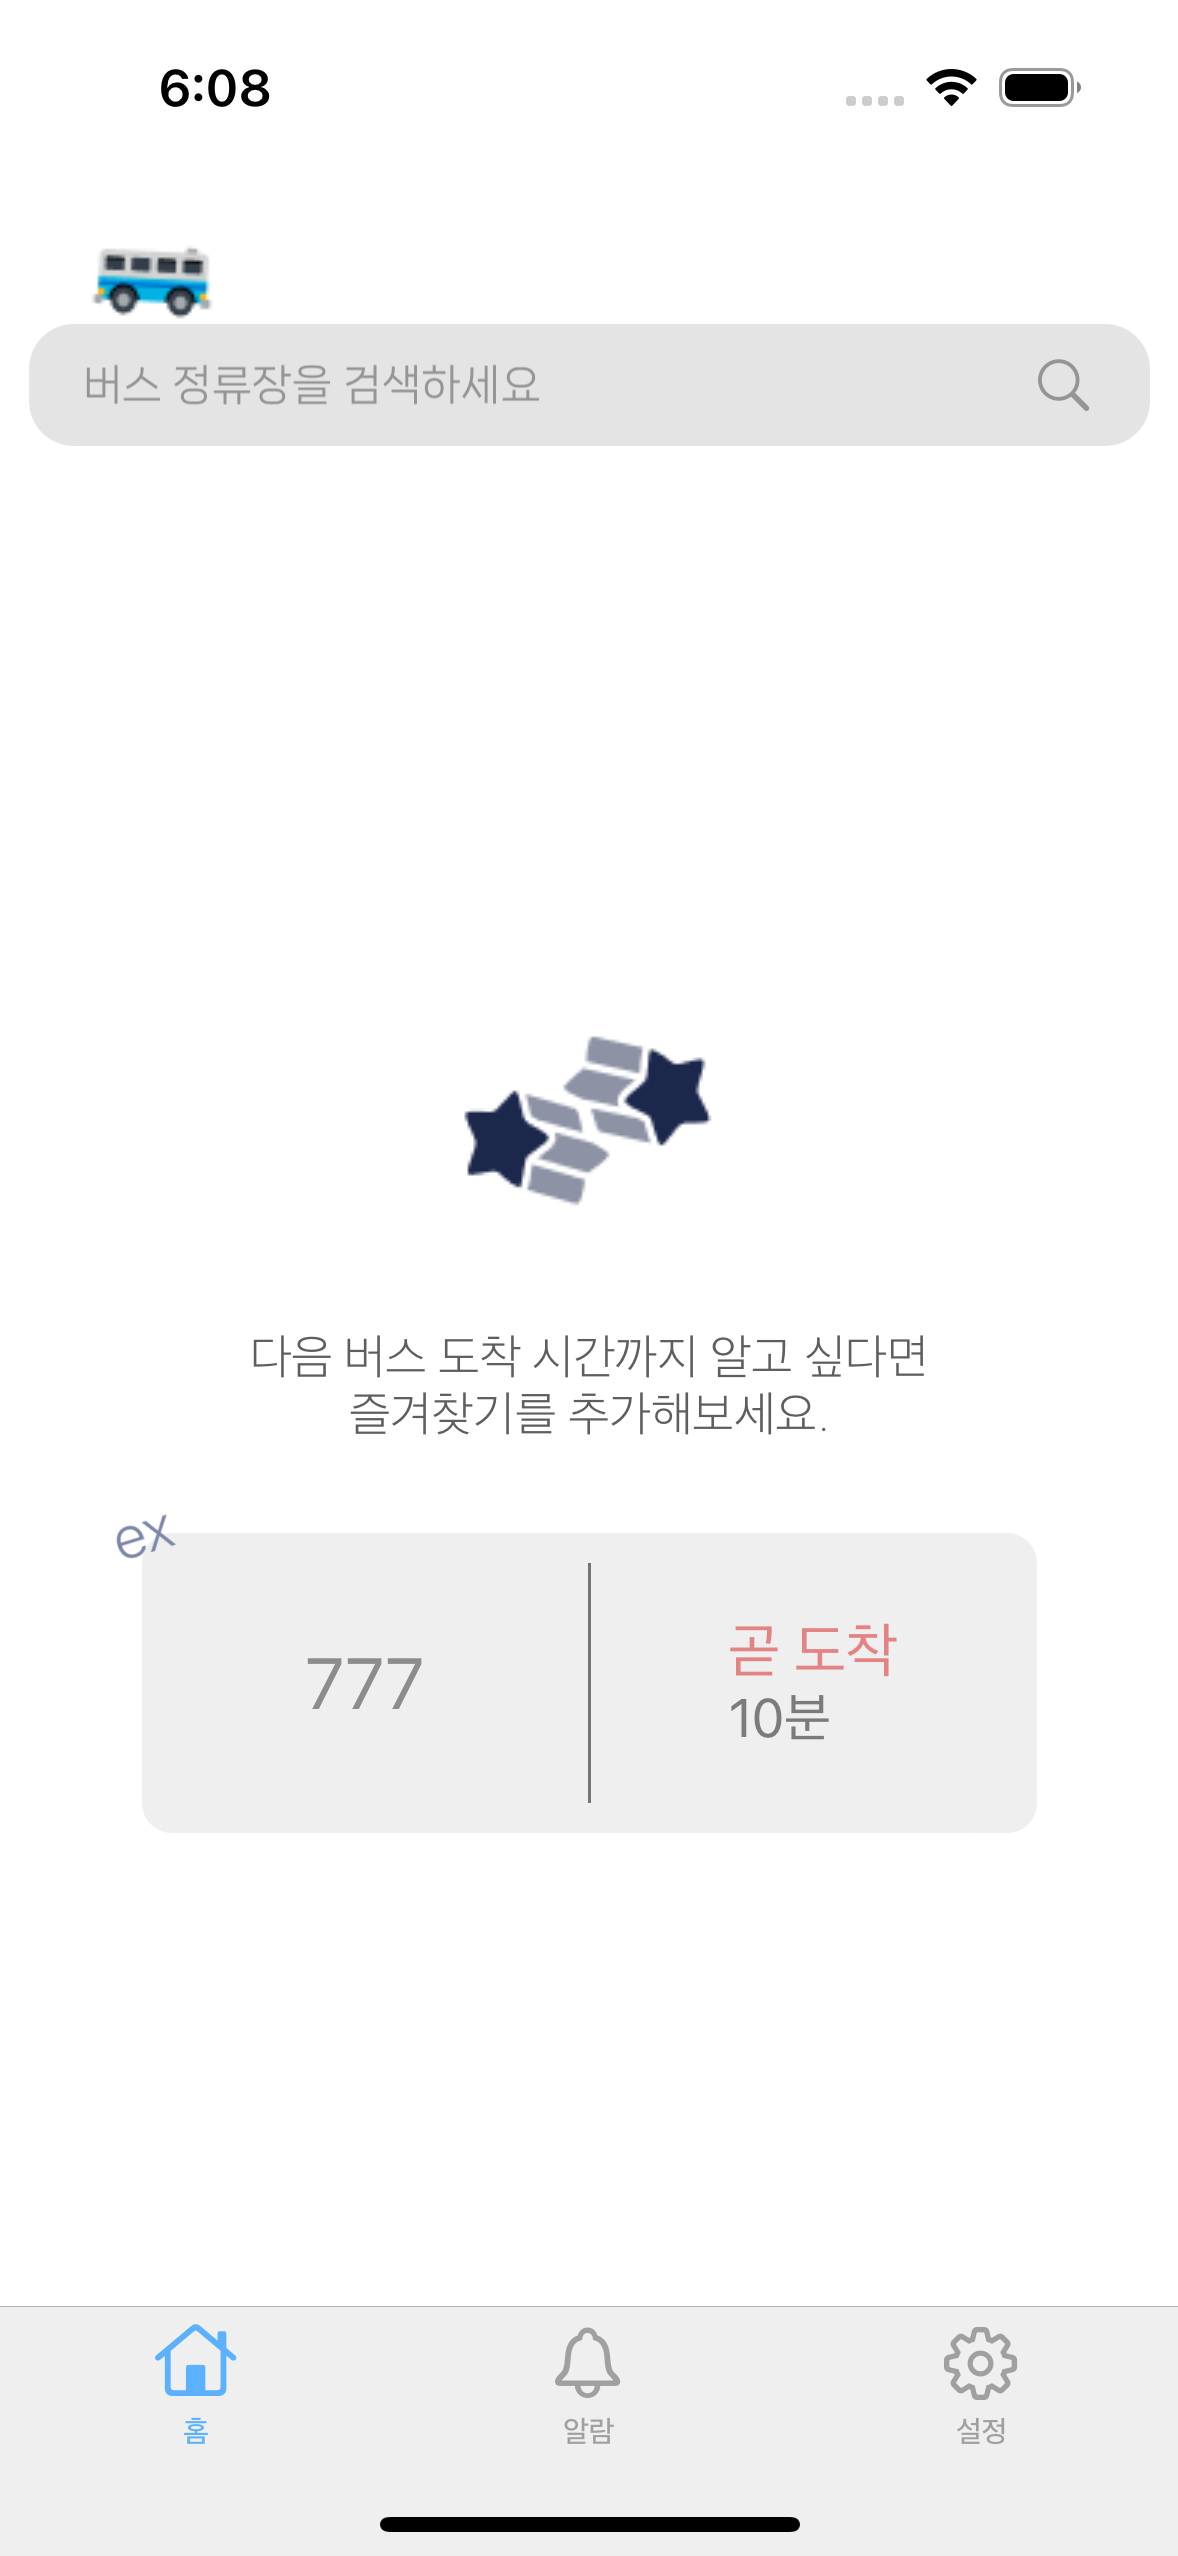 6:08
버스 정류장을 검색하세요
다음 버스 도착 시간까지 알고 싶다면
즐겨찾기를 추가해보세요.
ex
777
곧 도착
10분
홈
알람
설정